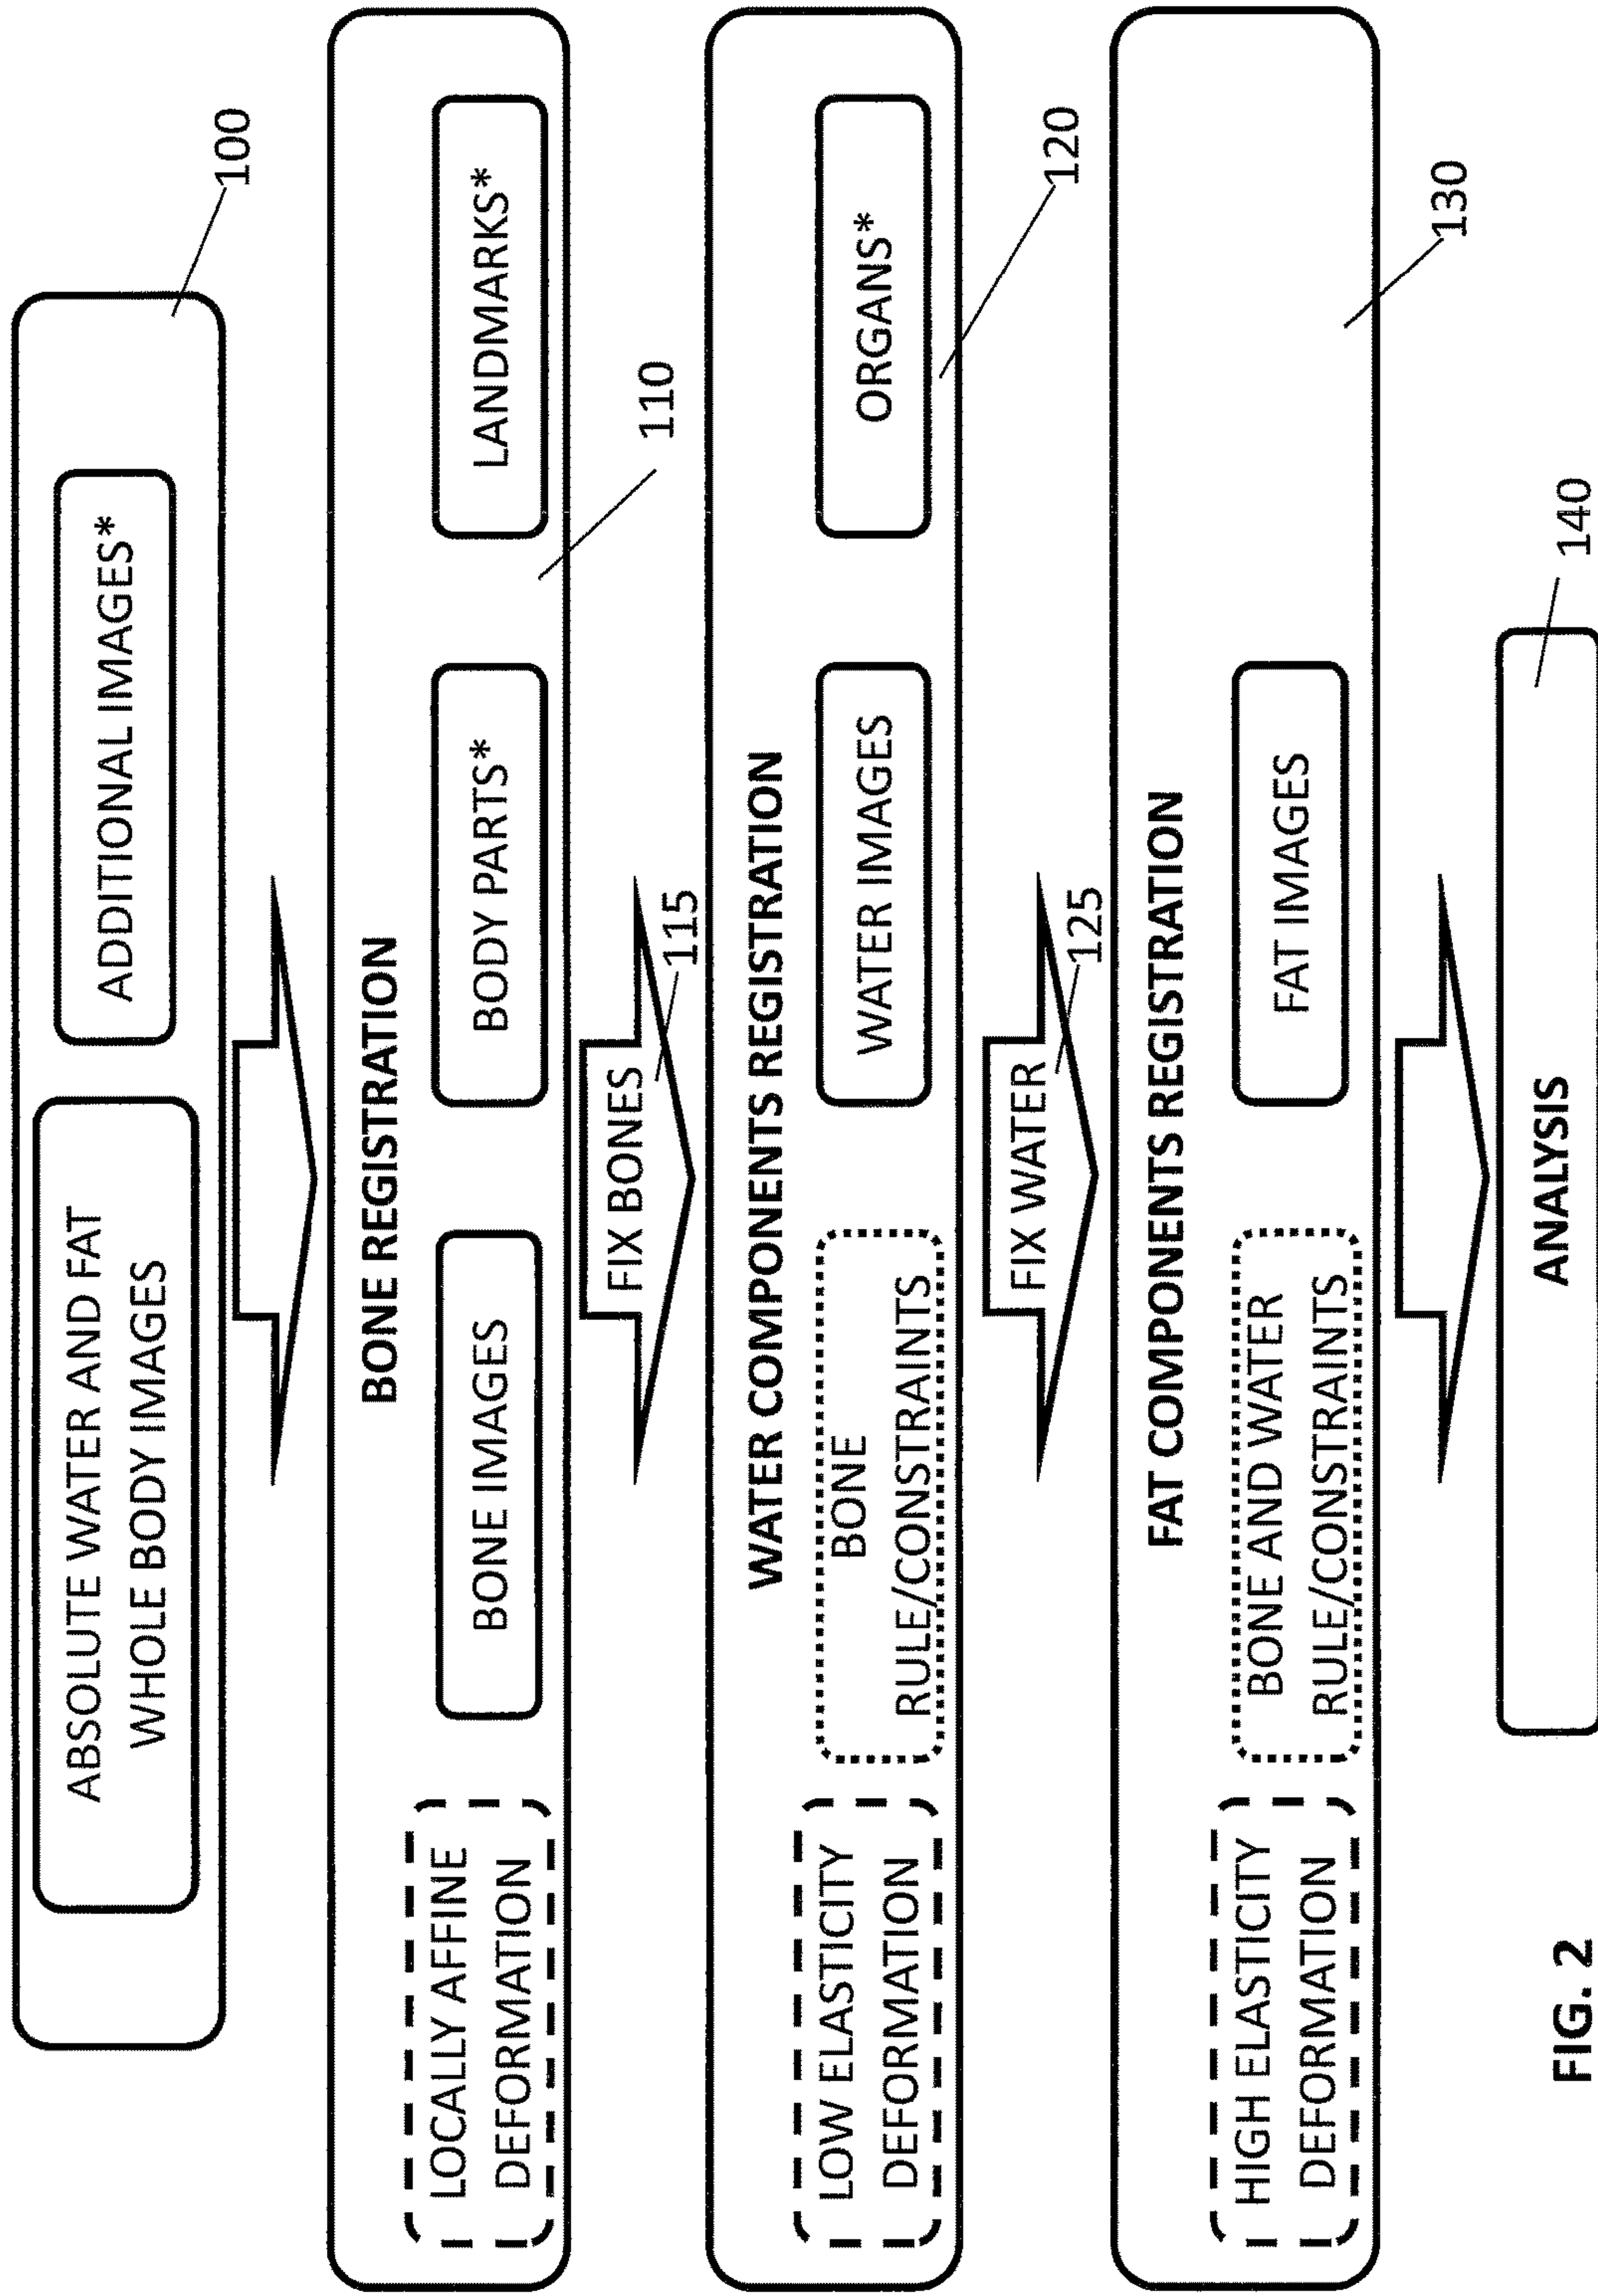 ABSOLUTE WATER AND FAT
WHOLE BODY IMAGES
ADDITIONAL IMAGES*
100
BONE REGISTRATION
LOCALLY AFFINE
DEFORMATION
BONE IMAGES
BODY PARTS*
LANDMARKS*
110
FIX BONES
115
WATER COMPONENTS REGISTRATION
LOW ELASTICITY
DEFORMATION
BONE
RULE/CONSTRAINTS
WATER IMAGES
ORGANS*
120
FIX WATER
125
FAT COMPONENTS REGISTRATION
HIGH ELASTICITY
DEFORMATION
BONE AND WATER
RULE/CONSTRAINTS
FAT IMAGES
130
ANALYSIS
140
FIG. 2